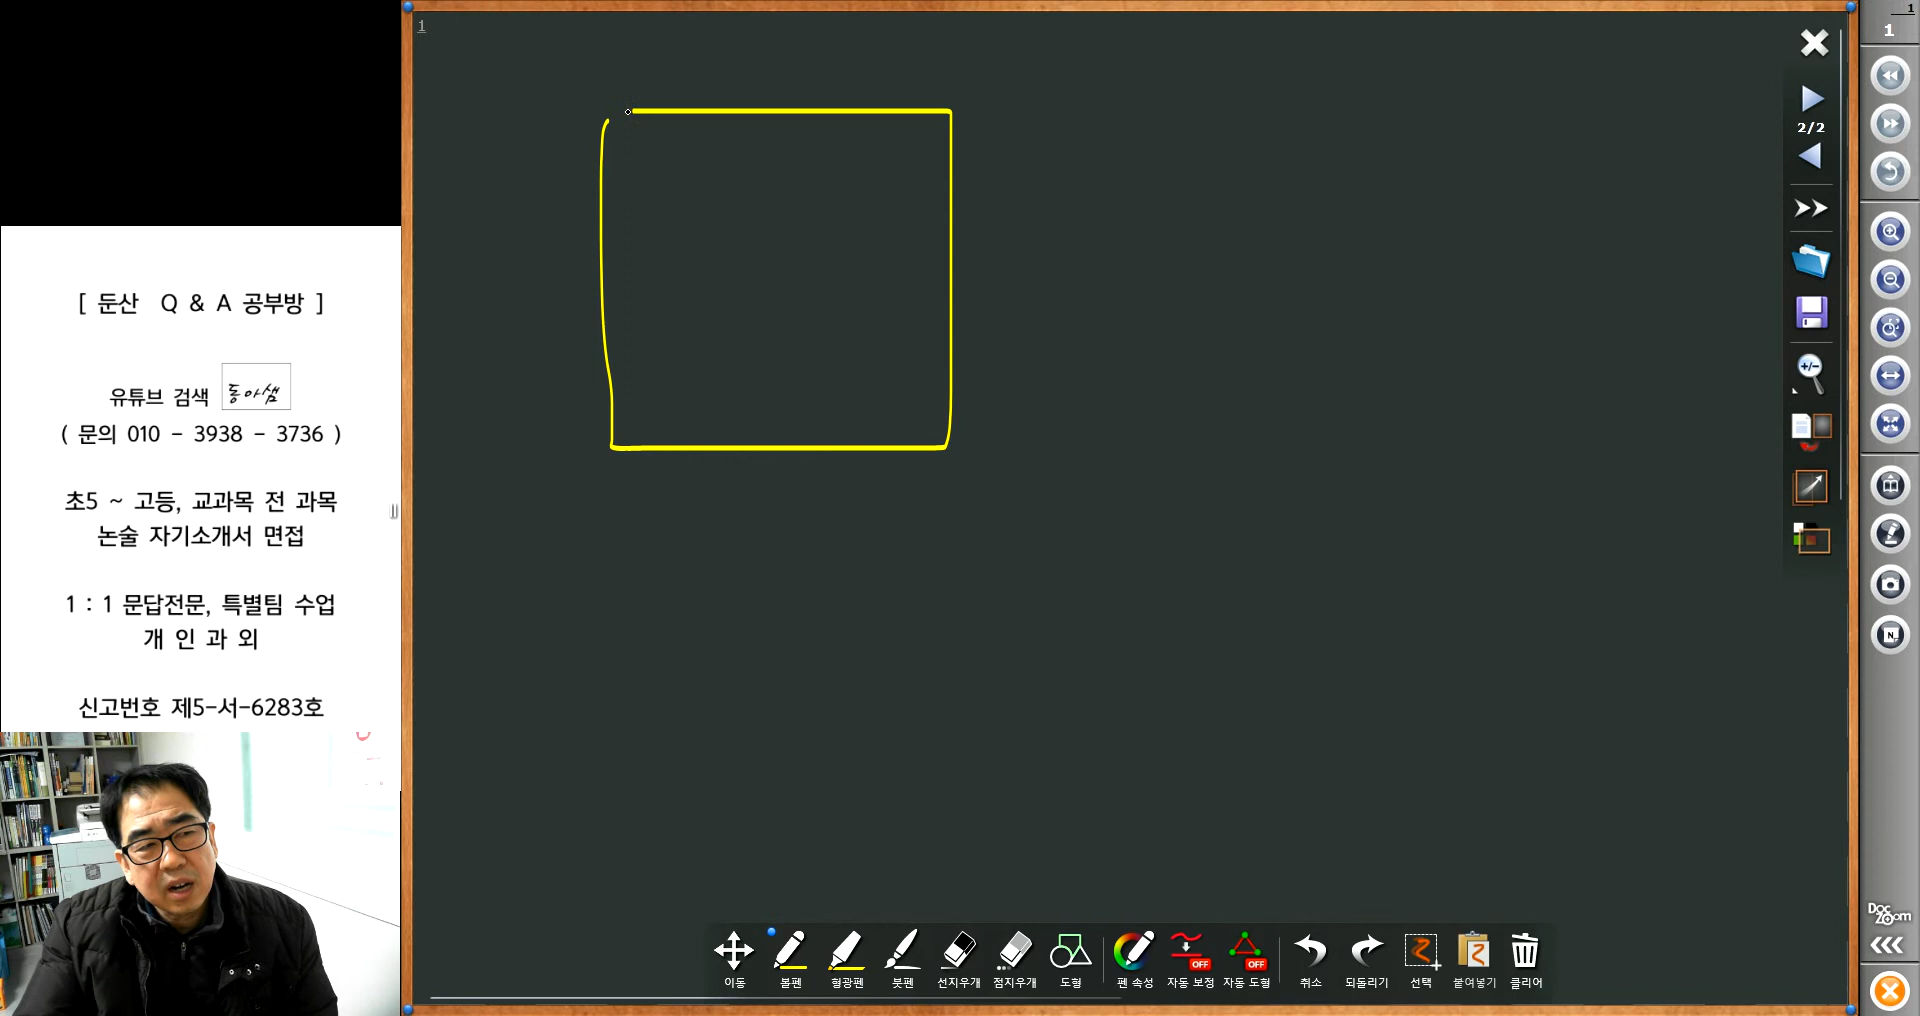 [ 둔산 Q & A 공부방 ]
유튜브 검색 동아샘
( 문의 010 - 3938 - 3736 )
초5 ~ 고등, 교과목 전 과목
논술 자기소개서 면접
1 : 1 문답전문, 특별팀 수업
개 인 과 외
신고번호 제5-서-6283호
1
2/2
+/-
1
1
N
Doc Zoom
이동 볼펜 형광펜 붓펜 선지우개 점지우개 도형 펜 속성 OFF 자동 보정 OFF 자동 도형 취소 되돌리기 선택 붙여넣기 클리어